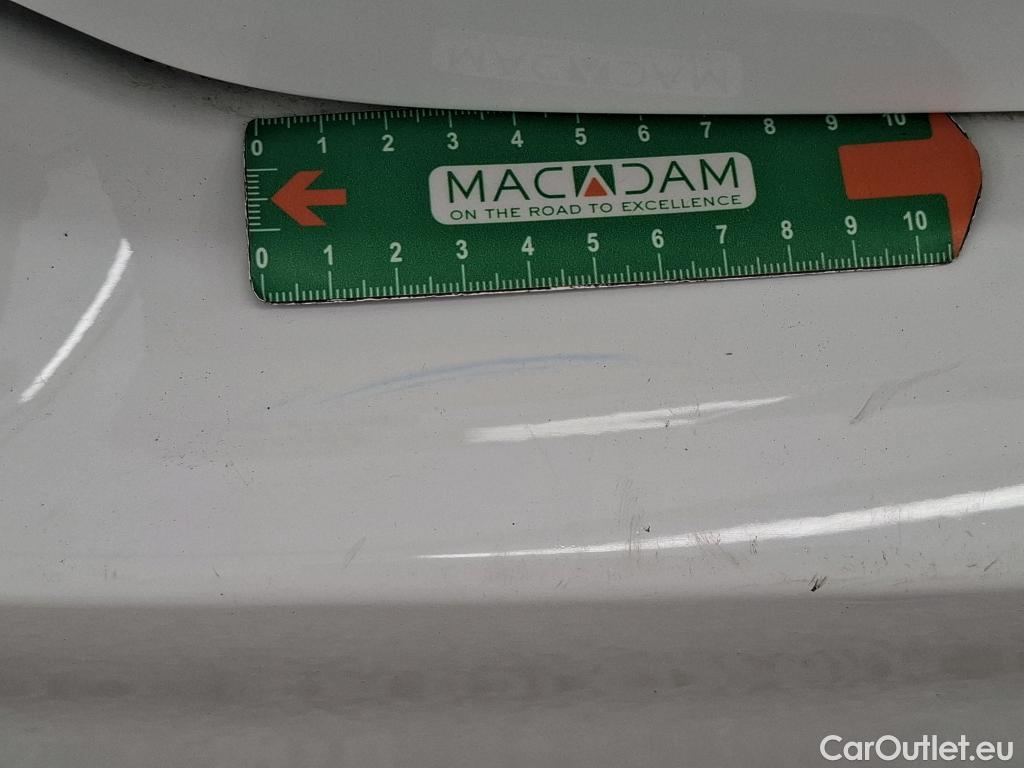 0 1 2 3 4 5 6 7 8 9 10
MACADAM
ON THE ROAD TO EXCELLENCE
0 1 2 3 4 5 6 7 8 9 10
CarOutlet.eu